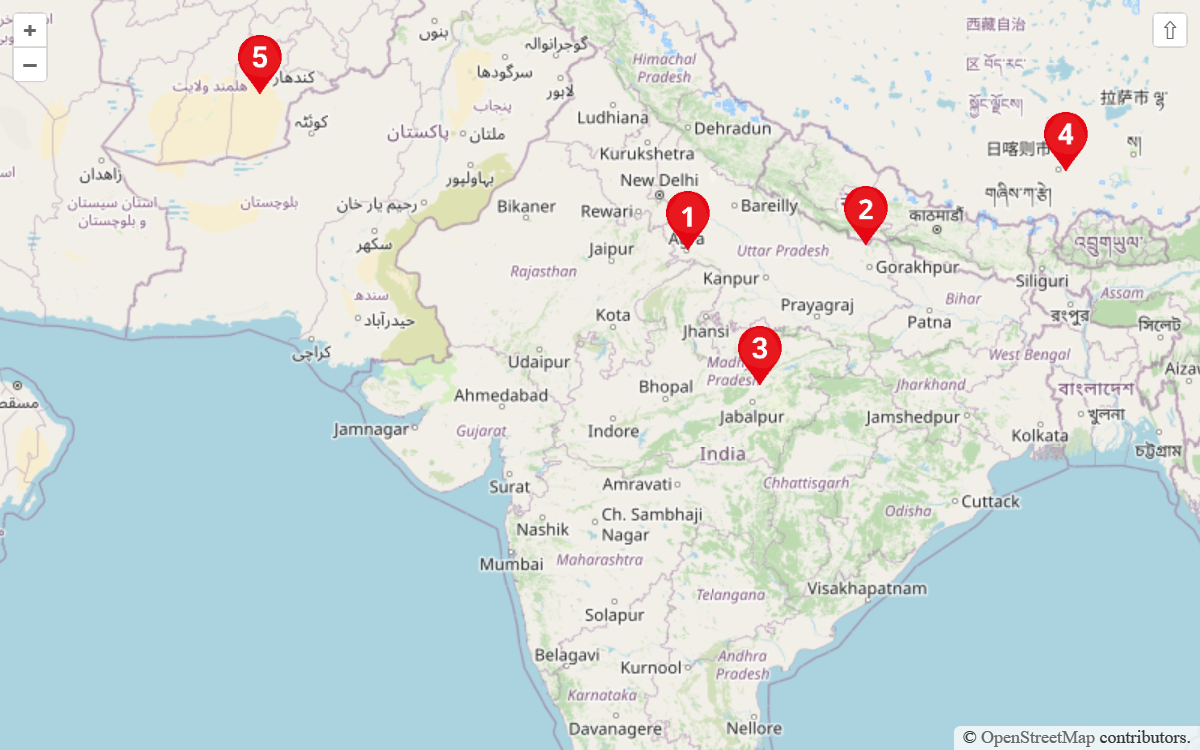 +
−
⇧
بنوں
گوجرانوالہ
西藏自治
Himachal
Pradesh
5
کندهار
هلمند ولایت
سرگودھا
区 བོད་རང་
لاہور
پنجاب
拉萨市 ལྷ
Ludhiana
کوئٹہ
پاکستان
ملتان
Dehradun
4
日喀则市
ས།
Kurukshetra
زاهدان
بہاولپور
New Delhi
གཞིས་ཀ་རྩེ།
استان سیستان
و بلوچستان
بلوچستان
رحیم یار خان
Bikaner
Rewari
1
Bareilly
2
काठमाडौं
سکھر
Jaipur
Agra
Uttar Pradesh
འབྲུགཡུལ་
Rajasthan
Kanpur
Gorakhpur
Siliguri
سندھ
Kota
Prayagraj
Bihar
Assam
حیدرآباد
Jhansi
Patna
রংপুর
সিলেট
کراچی
Udaipur
3
Madhya
Pradesh
West Bengal
مسقط
Ahmedabad
Bhopal
Jharkhand
বাংলাদেশ
Jamnagar
Gujarat
Indore
Jabalpur
Jamshedpur
খুলনা
Kolkata
India
চট্টগ্রাম
Surat
Amravati
Chhattisgarh
Nashik
Ch. Sambhaji
Nagar
Odisha
Cuttack
Mumbai
Maharashtra
Visakhapatnam
Telangana
Solapur
Belagavi
Kurnool
Andhra
Pradesh
Karnataka
Davanagere
Nellore
© OpenStreetMap contributors.